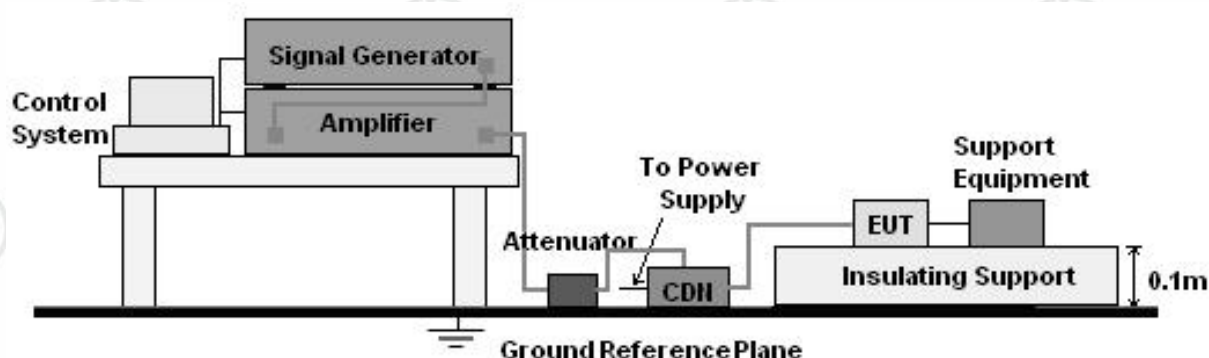 Signal Generator
Control
System
Amplifier
To Power
Supply
Support
Equipment
Attenuator
EUT
CDN
Insulating Support
0.1m
Ground Reference Plane